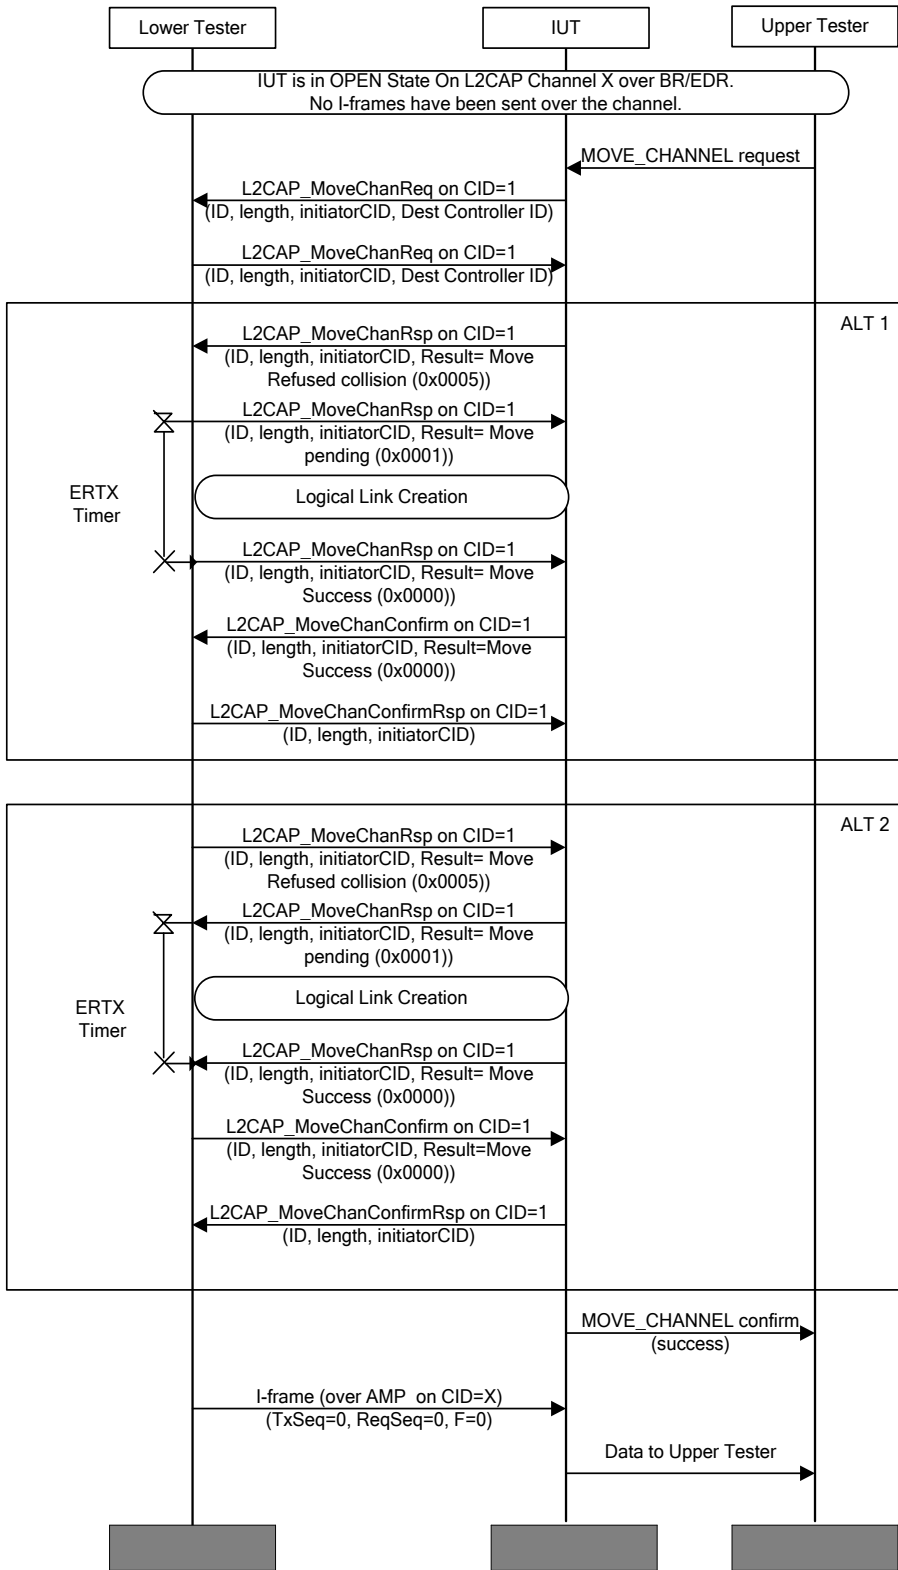 Lower Tester
IUT
Upper Tester
IUT is in OPEN State On L2CAP Channel X over BR/EDR.
No I-frames have been sent over the channel.
MOVE_CHANNEL request
L2CAP_MoveChanReq on CID=1
(ID, length, initiatorCID, Dest Controller ID)
L2CAP_MoveChanReq on CID=1
(ID, length, initiatorCID, Dest Controller ID)
ALT 1
L2CAP_MoveChanRsp on CID=1
(ID, length, initiatorCID, Result= Move
Refused collision (0x0005))
L2CAP_MoveChanRsp on CID=1
(ID, length, initiatorCID, Result= Move
pending (0x0001))
ERTX
Timer
Logical Link Creation
L2CAP_MoveChanRsp on CID=1
(ID, length, initiatorCID, Result= Move
Success (0x0000))
L2CAP_MoveChanConfirm on CID=1
(ID, length, initiatorCID, Result=Move
Success (0x0000))
L2CAP_MoveChanConfirmRsp on CID=1
(ID, length, initiatorCID)
ALT 2
L2CAP_MoveChanRsp on CID=1
(ID, length, initiatorCID, Result= Move
Refused collision (0x0005))
L2CAP_MoveChanRsp on CID=1
(ID, length, initiatorCID, Result= Move
pending (0x0001))
ERTX
Timer
Logical Link Creation
L2CAP_MoveChanRsp on CID=1
(ID, length, initiatorCID, Result= Move
Success (0x0000))
L2CAP_MoveChanConfirm on CID=1
(ID, length, initiatorCID, Result=Move
Success (0x0000))
L2CAP_MoveChanConfirmRsp on CID=1
(ID, length, initiatorCID)
MOVE_CHANNEL confirm
(success)
I-frame (over AMP on CID=X)
(TxSeq=0, ReqSeq=0, F=0)
Data to Upper Tester